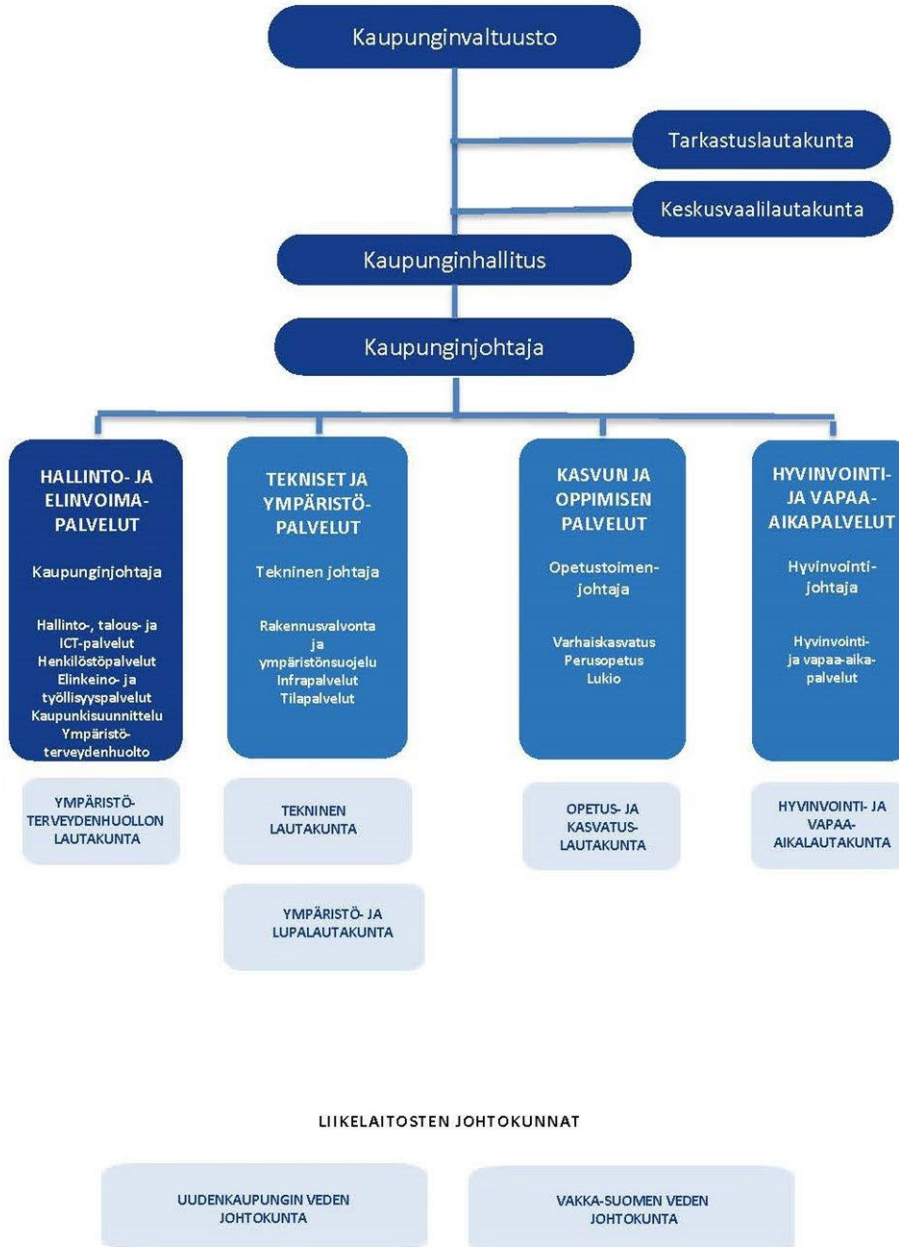 Kaupunginvaltuusto
Tarkastuslautakunta
Keskusvaalilautakunta
Kaupunginhallitus
Kaupunginjohtaja
HALLINTO- JA
ELINVOIMA-
PALVELUT
Kaupunginjohtaja
Hallinto-, talous- ja
ICT-palvelut
Henkilöstöpalvelut
Elinkeino- ja
työllisyyspalvelut
Kaupunkisuunnittelu
Ympäristö-
terveydenhuolto
YMPÄRISTÖ-
TERVEYDENHUOLLON
LAUTAKUNTA
TEKNISET JA
YMPÄRISTÖ-
PALVELUT
Tekninen johtaja
Rakennusvalvonta
ja
ympäristönsuojelu
Infrapalvelut
Tilapalvelut
TEKNINEN
LAUTAKUNTA
YMPÄRISTÖ- JA
LUPALAUTAKUNTA
KASVUN JA
OPPIMISEN
PALVELUT
Opetustoimen-
johtaja
Varhaiskasvatus
Perusopetus
Lukio
OPETUS- JA
KASVATUS-
LAUTAKUNTA
HYVINVOINTI-
JA VAPAA-
AIKAPALVELUT
Hyvinvointi-
johtaja
Hyvinvointi-
ja vapaa-aika-
palvelut
HYVINVOINTI- JA
VAPAA-
AIKALAUTAKUNTA
LIIKELAITOSTEN JOHTOKUNNAT
UUDENKAUPUNGIN VEDEN
JOHTOKUNTA
VAKKA-SUOMEN VEDEN
JOHTOKUNTA